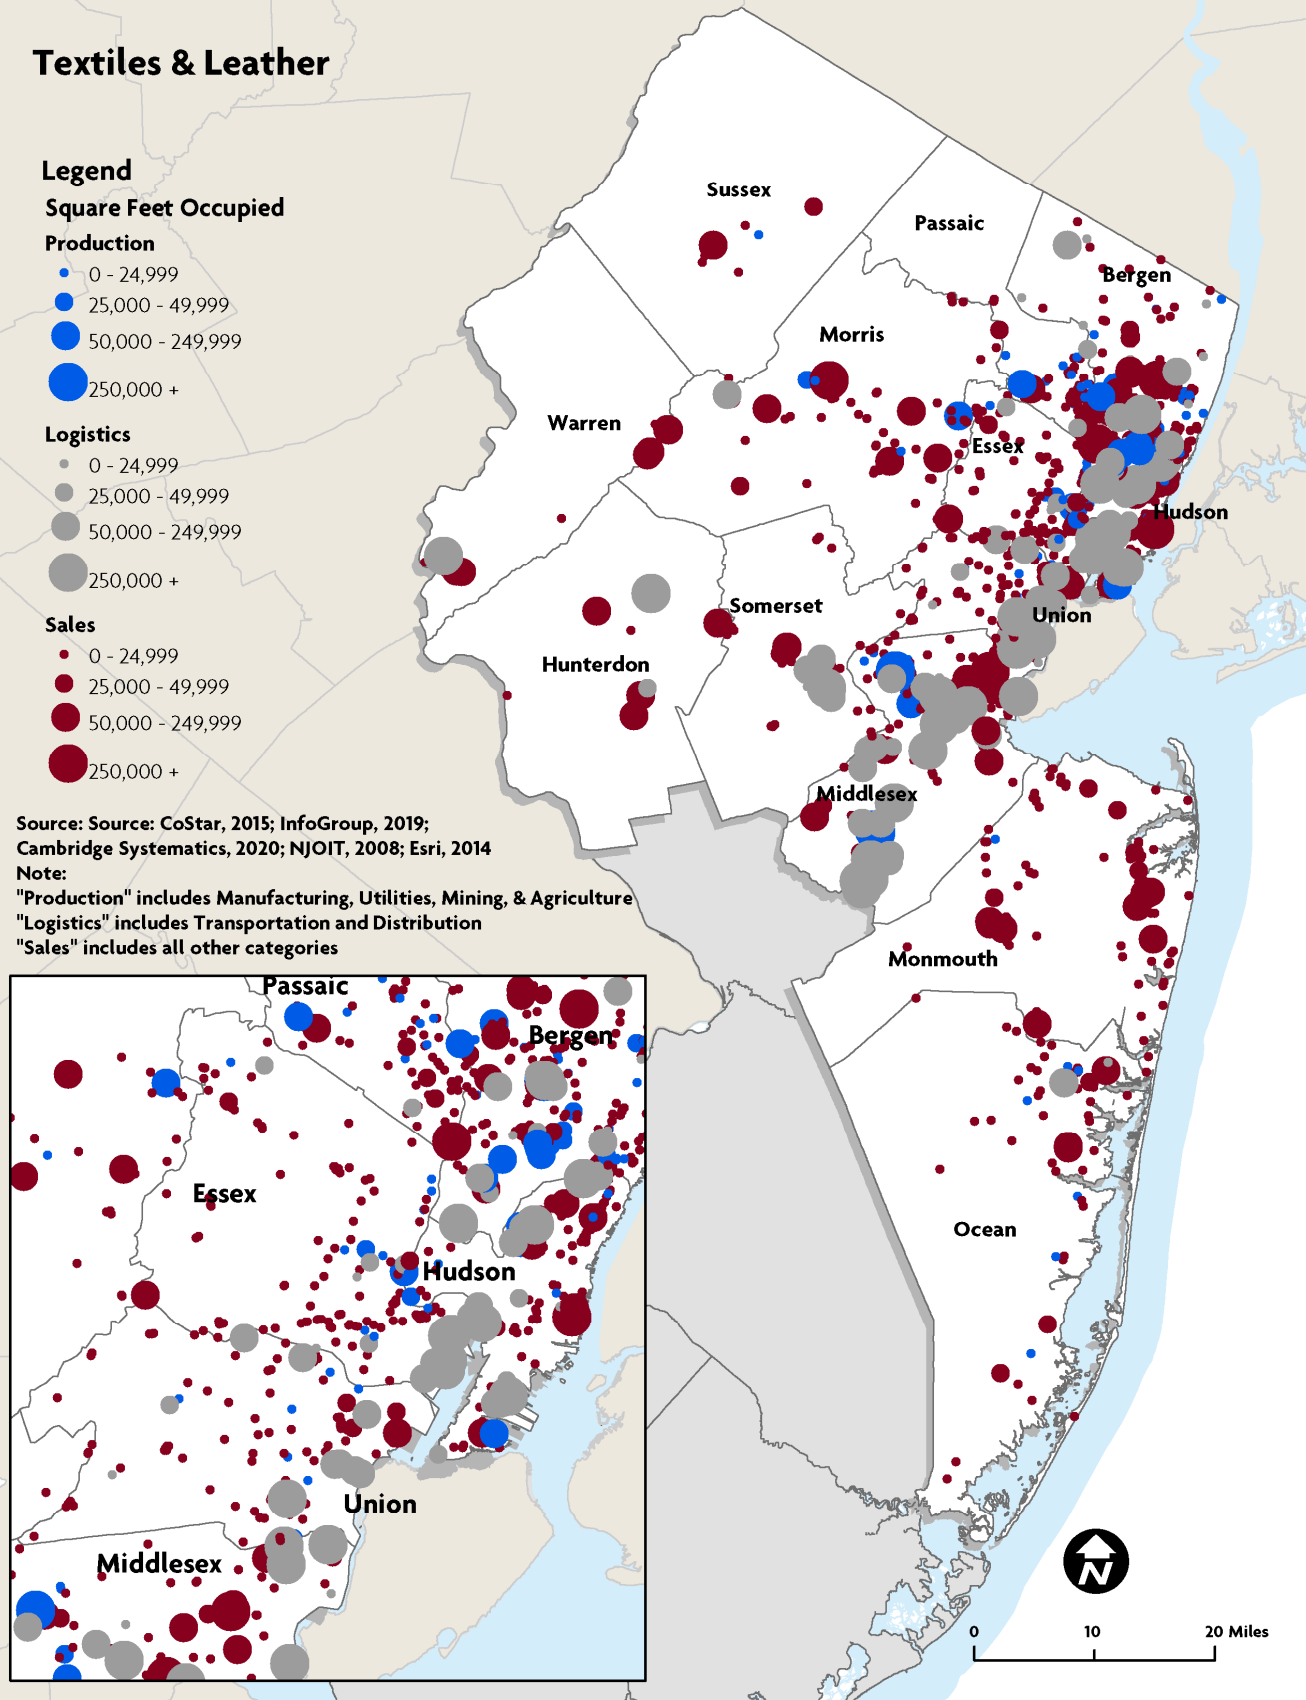 Textiles & Leather
Legend
Square Feet Occupied
Production
0 - 24,999
25,000 - 49,999
50,000 - 249,999
250,000 +
Logistics
0 - 24,999
25,000 - 49,999
50,000 - 249,999
250,000 +
Sales
0 - 24,999
25,000 - 49,999
50,000 - 249,999
250,000 +
Source: Source: CoStar, 2015; InfoGroup, 2019;
Cambridge Systematics, 2020; NJOIT, 2008; Esri, 2014
Note:
"Production" includes Manufacturing, Utilities, Mining, & Agriculture
"Logistics" includes Transportation and Distribution
"Sales" includes all other categories
Sussex
Passaic
Bergen
Morris
Warren
Essex
Hudson
Somerset
Union
Hunterdon
Middlesex
Monmouth
Ocean
Passaic
Bergen
Essex
Hudson
Union
Middlesex
N
0 10 20 Miles